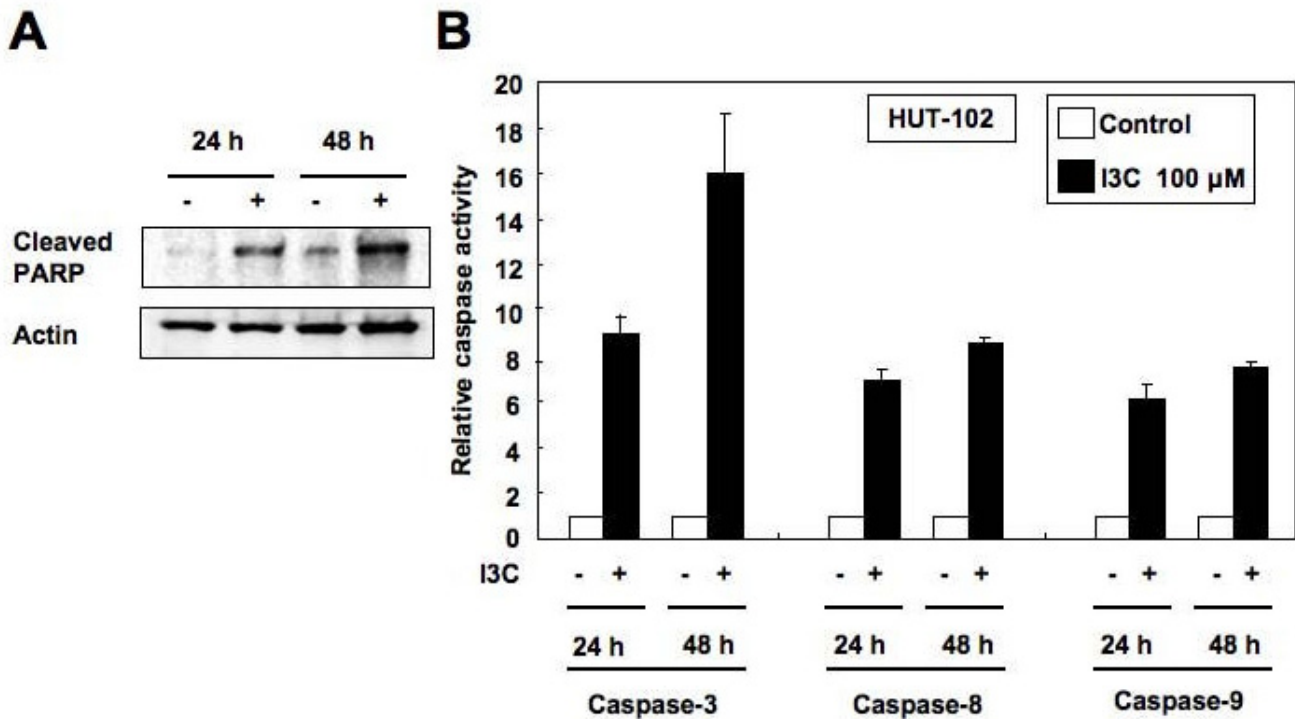 A
24 h 48 h
- + - +
Cleaved
PARP
Actin
B
Relative caspase activity
20
18
16
14
12
10
8
6
4
2
0
HUT-102
Control
I3C 100 µM
I3C - + - + - + - + - + - +
24 h 48 h 24 h 48 h 24 h 48 h
Caspase-3 Caspase-8 Caspase-9